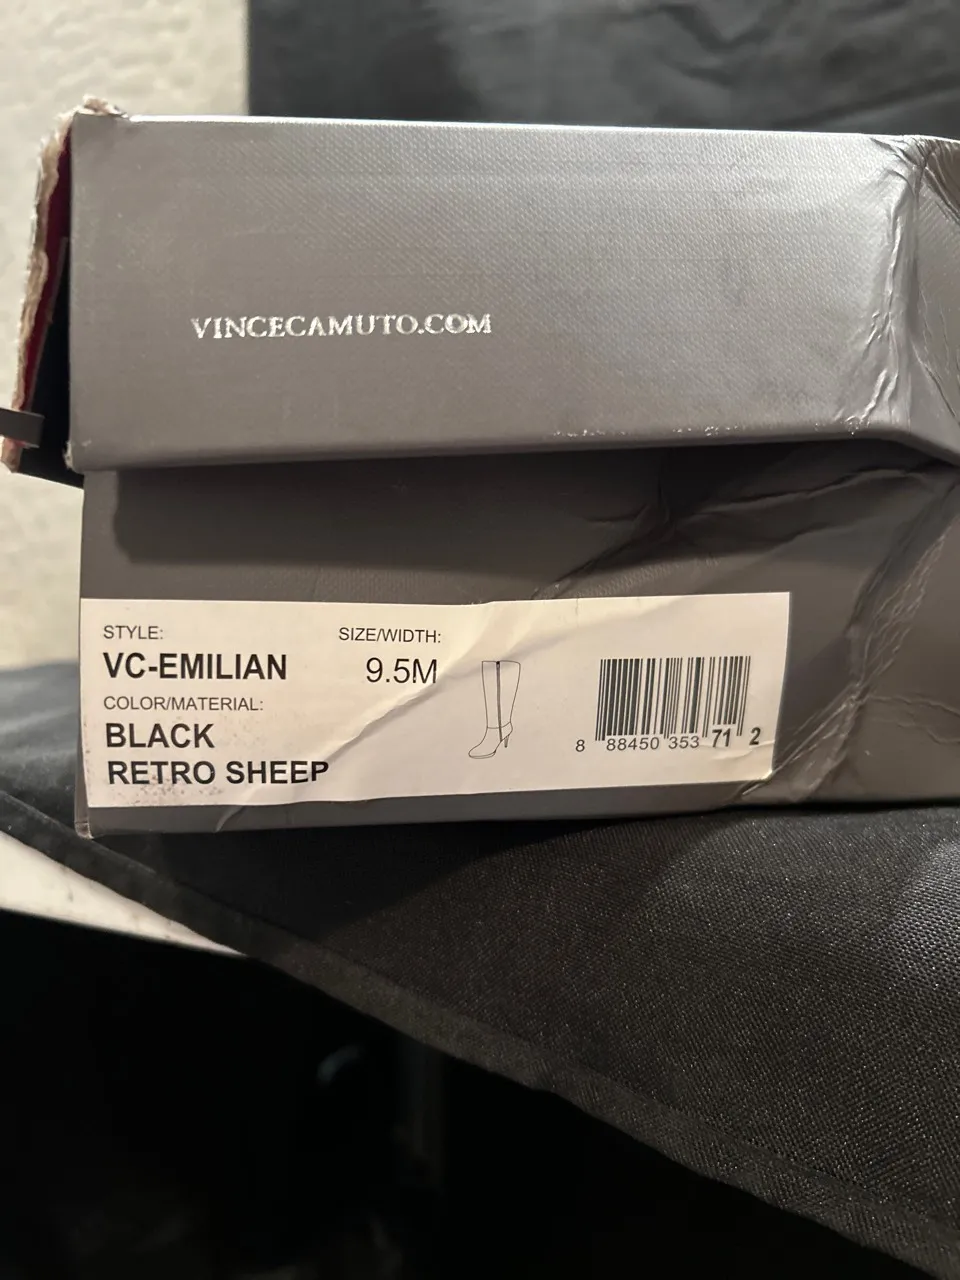 VINCECAMUTO.COM
STYLE: SIZE/WIDTH:
VC-EMILIAN 9.5M
COLOR/MATERIAL:
BLACK
RETRO SHEEP
8 88450 353 71 2